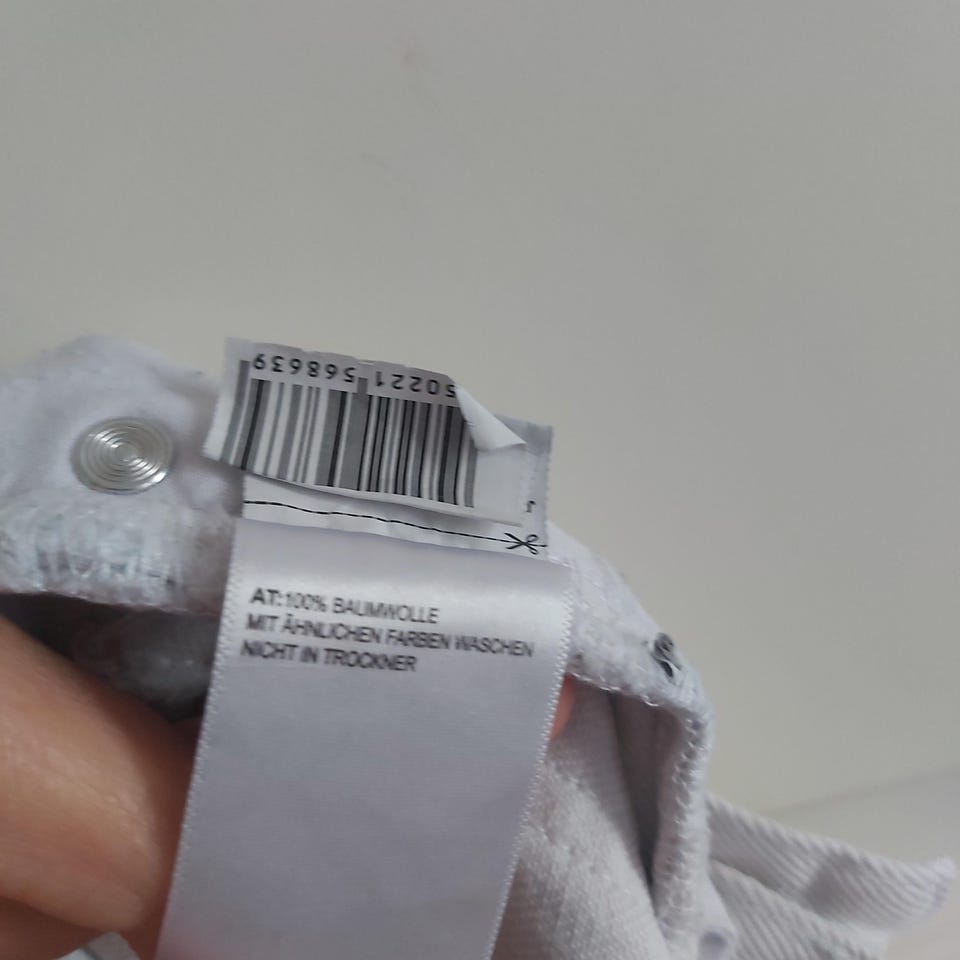 50221 568639
AT:100% BAUMWOLLE
MIT ÄHNLICHEN FARBEN WASCHEN
NICHT IN TROCKNER